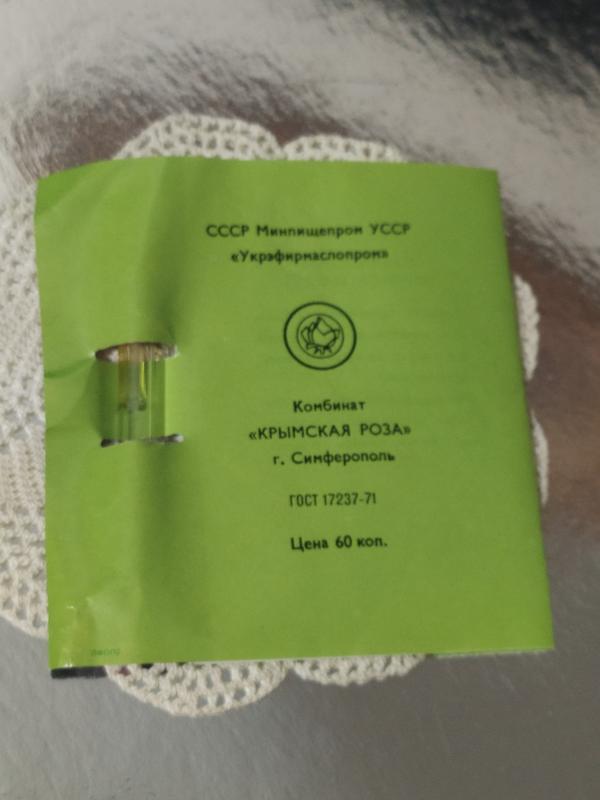 СССР Минпищепром УССР
«Укрэфирмаслопром»
Комбинат
«КРЫМСКАЯ РОЗА»
г. Симферополь
ГОСТ 17237-71
Цена 60 коп.